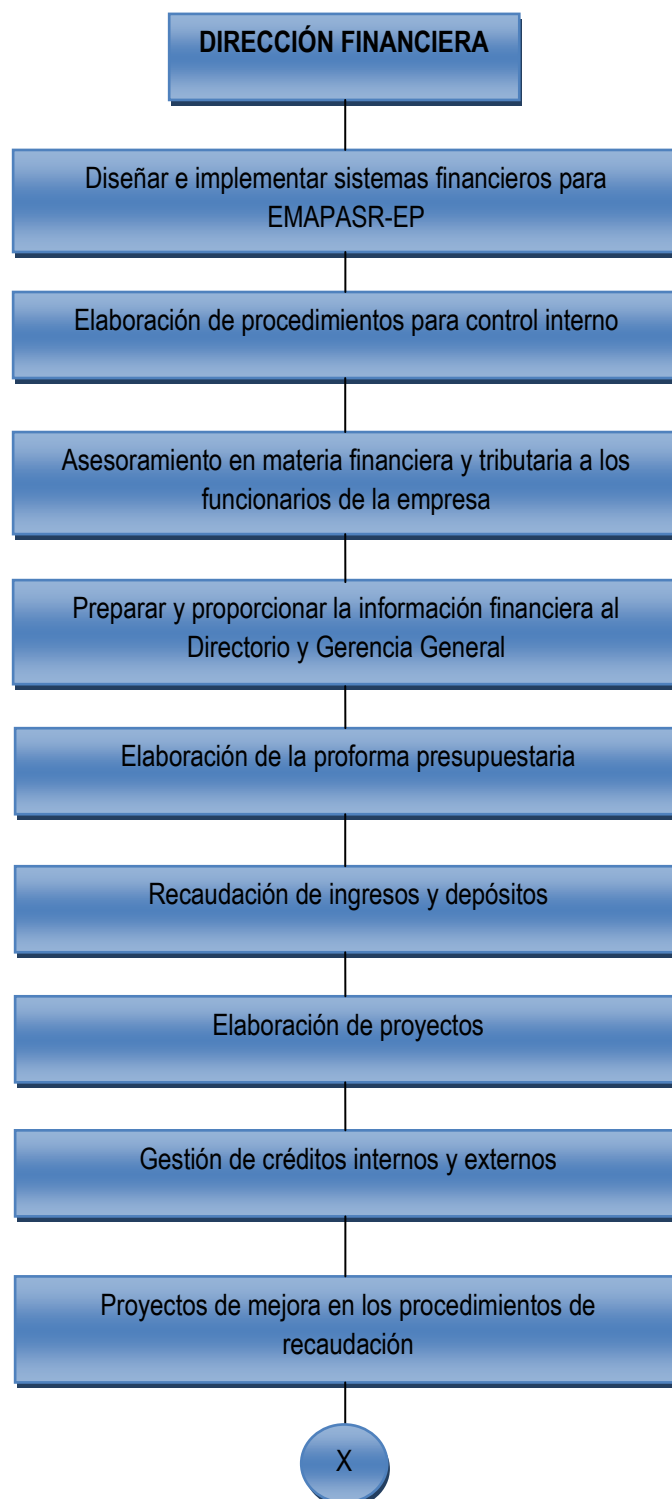 DIRECCIÓN FINANCIERA
Diseñar e implementar sistemas financieros para
EMAPASR-EP
Elaboración de procedimientos para control interno
Asesoramiento en materia financiera y tributaria a los
funcionarios de la empresa
Preparar y proporcionar la información financiera al
Directorio y Gerencia General
Elaboración de la proforma presupuestaria
Recaudación de ingresos y depósitos
Elaboración de proyectos
Gestión de créditos internos y externos
Proyectos de mejora en los procedimientos de
recaudación
X